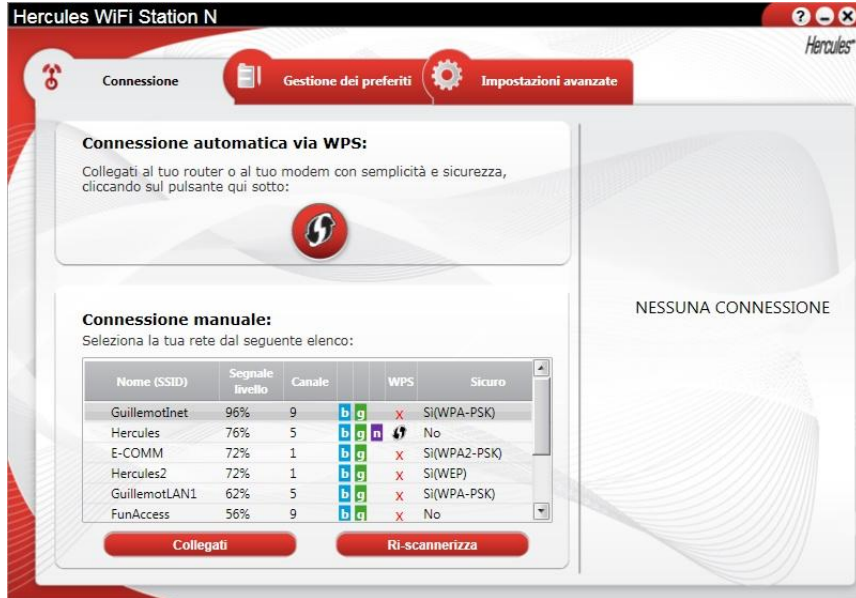 Hercules WiFi Station N
Hercules
Connessione
Gestione dei preferiti
Impostazioni avanzate
Connessione automatica via WPS:
Collegati al tuo router o al tuo modem con semplicità e sicurezza,
cliccando sul pulsante qui sotto:
NESSUNA CONNESSIONE
Connessione manuale:
Seleziona la tua rete dal seguente elenco:
Nome (SSID) Segnale livello Canale WPS Sicuro
GuillemotInet 96% 9 b g x Sì(WPA-PSK)
Hercules 76% 5 b g n No
E-COMM 72% 1 b g x Sì(WPA2-PSK)
Hercules2 72% 1 b g x Sì(WEP)
GuillemotLAN1 62% 5 b g x Sì(WPA-PSK)
FunAccess 56% 9 b g x No
Collegati
Ri-scannerizza